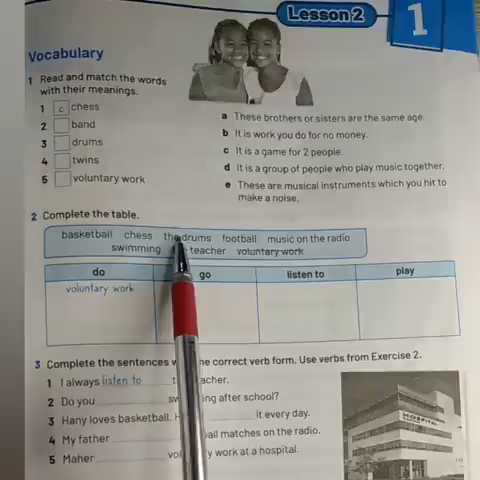 Lesson 2
1
Vocabulary
1 Read and match the words
with their meanings.
1 c chess
2 band
3 drums
4 twins
5 voluntary work
a These brothers or sisters are the same age.
b It is work you do for no money.
c It is a game for 2 people.
d It is a group of people who play music together.
e These are musical instruments which you hit to
make a noise.
2 Complete the table.
basketball chess the drums football music on the radio
swimming teacher voluntary work
do go listen to play
voluntary work
3 Complete the sentences the correct verb form. Use verbs from Exercise 2.
1 I always listen to
2 Do you after school?
3 Hany loves basketball. it every day.
4 My father matches on the radio.
5 Maher work at a hospital.
HOSPITAL